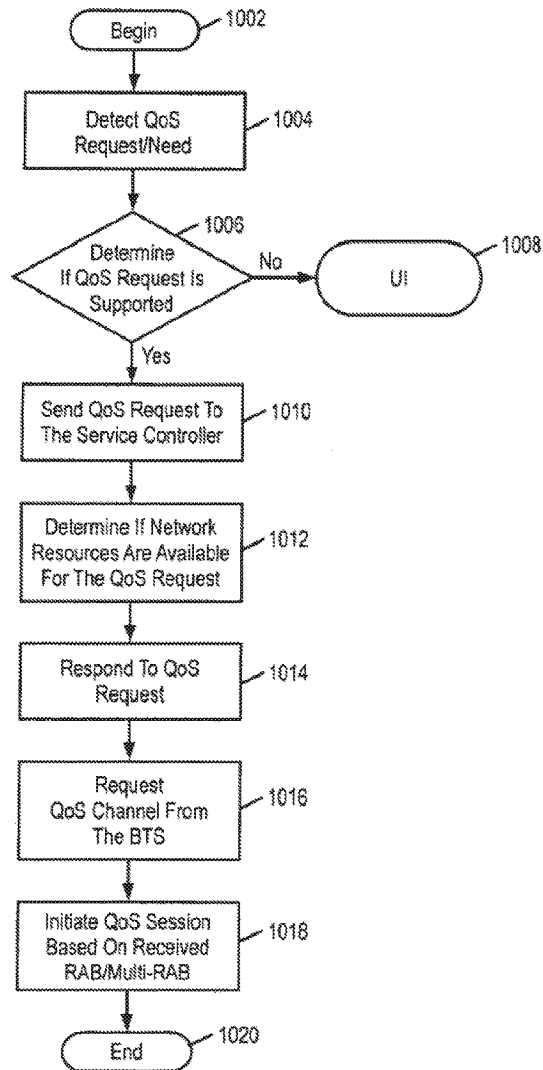 Begin
1002
Detect QoS
Request/Need
1004
1006
Determine
If QoS Request Is
Supported
No
1008
UI
Yes
Send QoS Request To
The Service Controller
1010
Determine If Network
Resources Are Available
For The QoS Request
1012
Respond To QoS
Request
1014
Request
QoS Channel From
The BTS
1016
Initiate QoS Session
Based On Received
RAB/Multi-RAB
1018
End
1020